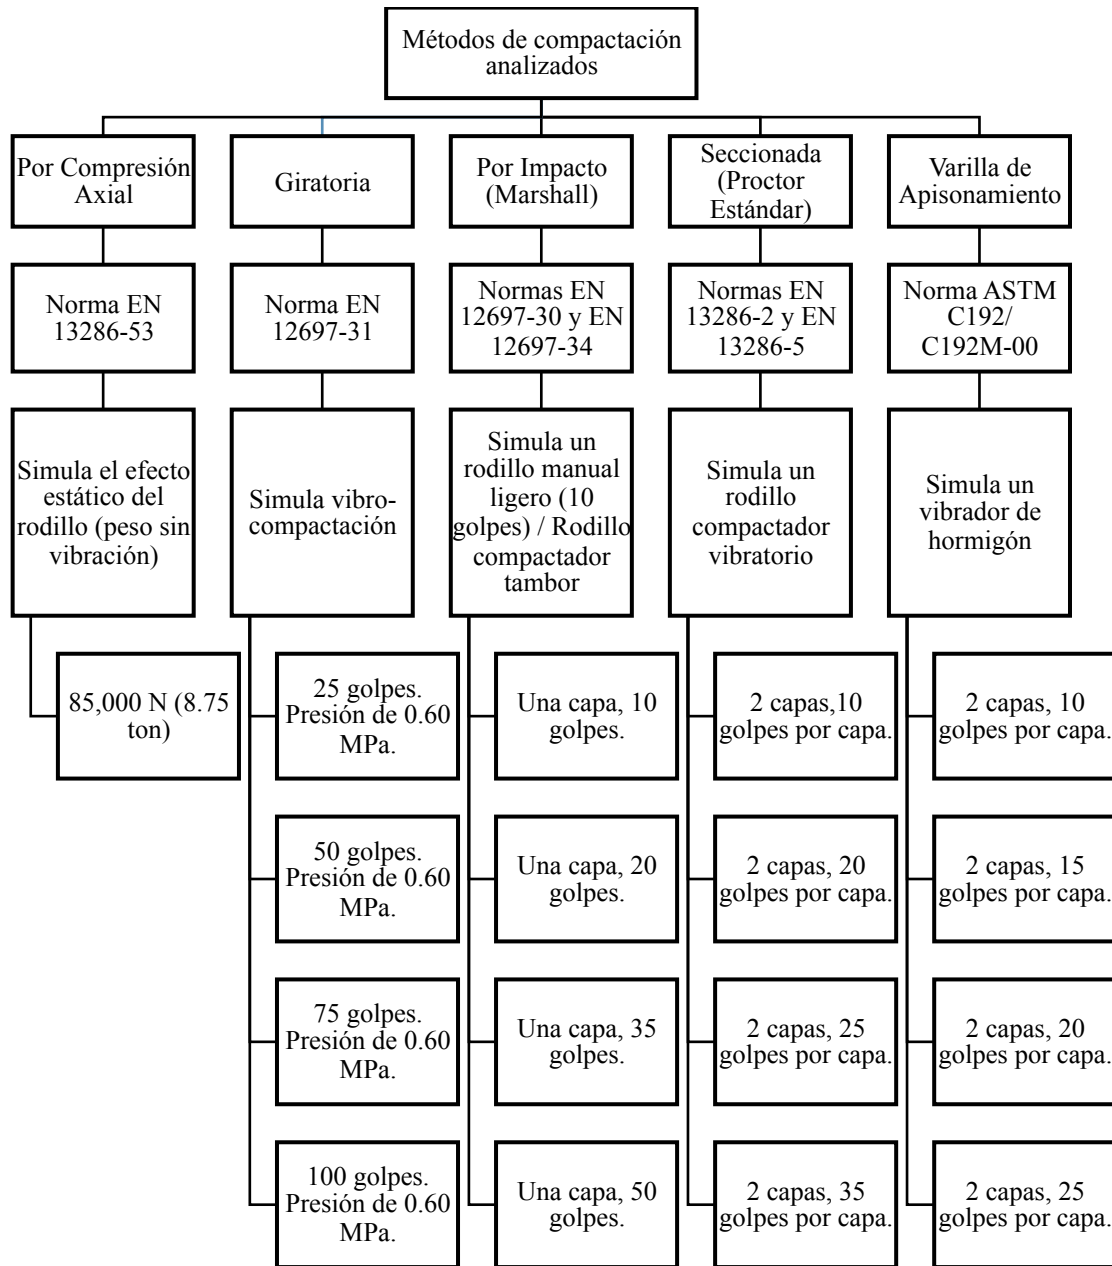 Métodos de compactación
analizados
Por Compresión
Axial
Giratoria
Por Impacto
(Marshall)
Seccionada
(Proctor
Estándar)
Varilla de
Apisonamiento
Norma EN
13286-53
Norma EN
12697-31
Normas EN
12697-30 y EN
12697-34
Normas EN
13286-2 y EN
13286-5
Norma ASTM
C192/
C192M-00
Simula el efecto
estático del
rodillo (peso sin
vibración)
Simula vibro-
compactación
Simula un
rodillo manual
ligero (10
golpes) / Rodillo
compactador
tambor
Simula un
rodillo
compactador
vibratorio
Simula un
vibrador de
hormigón
85,000 N (8.75
ton)
25 golpes.
Presión de 0.60
MPa.
Una capa, 10
golpes.
2 capas,10
golpes por capa.
2 capas, 10
golpes por capa.
50 golpes.
Presión de 0.60
MPa.
Una capa, 20
golpes.
2 capas, 20
golpes por capa.
2 capas, 15
golpes por capa.
75 golpes.
Presión de 0.60
MPa.
Una capa, 35
golpes.
2 capas, 25
golpes por capa.
2 capas, 20
golpes por capa.
100 golpes.
Presión de 0.60
MPa.
Una capa, 50
golpes.
2 capas, 35
golpes por capa.
2 capas, 25
golpes por capa.